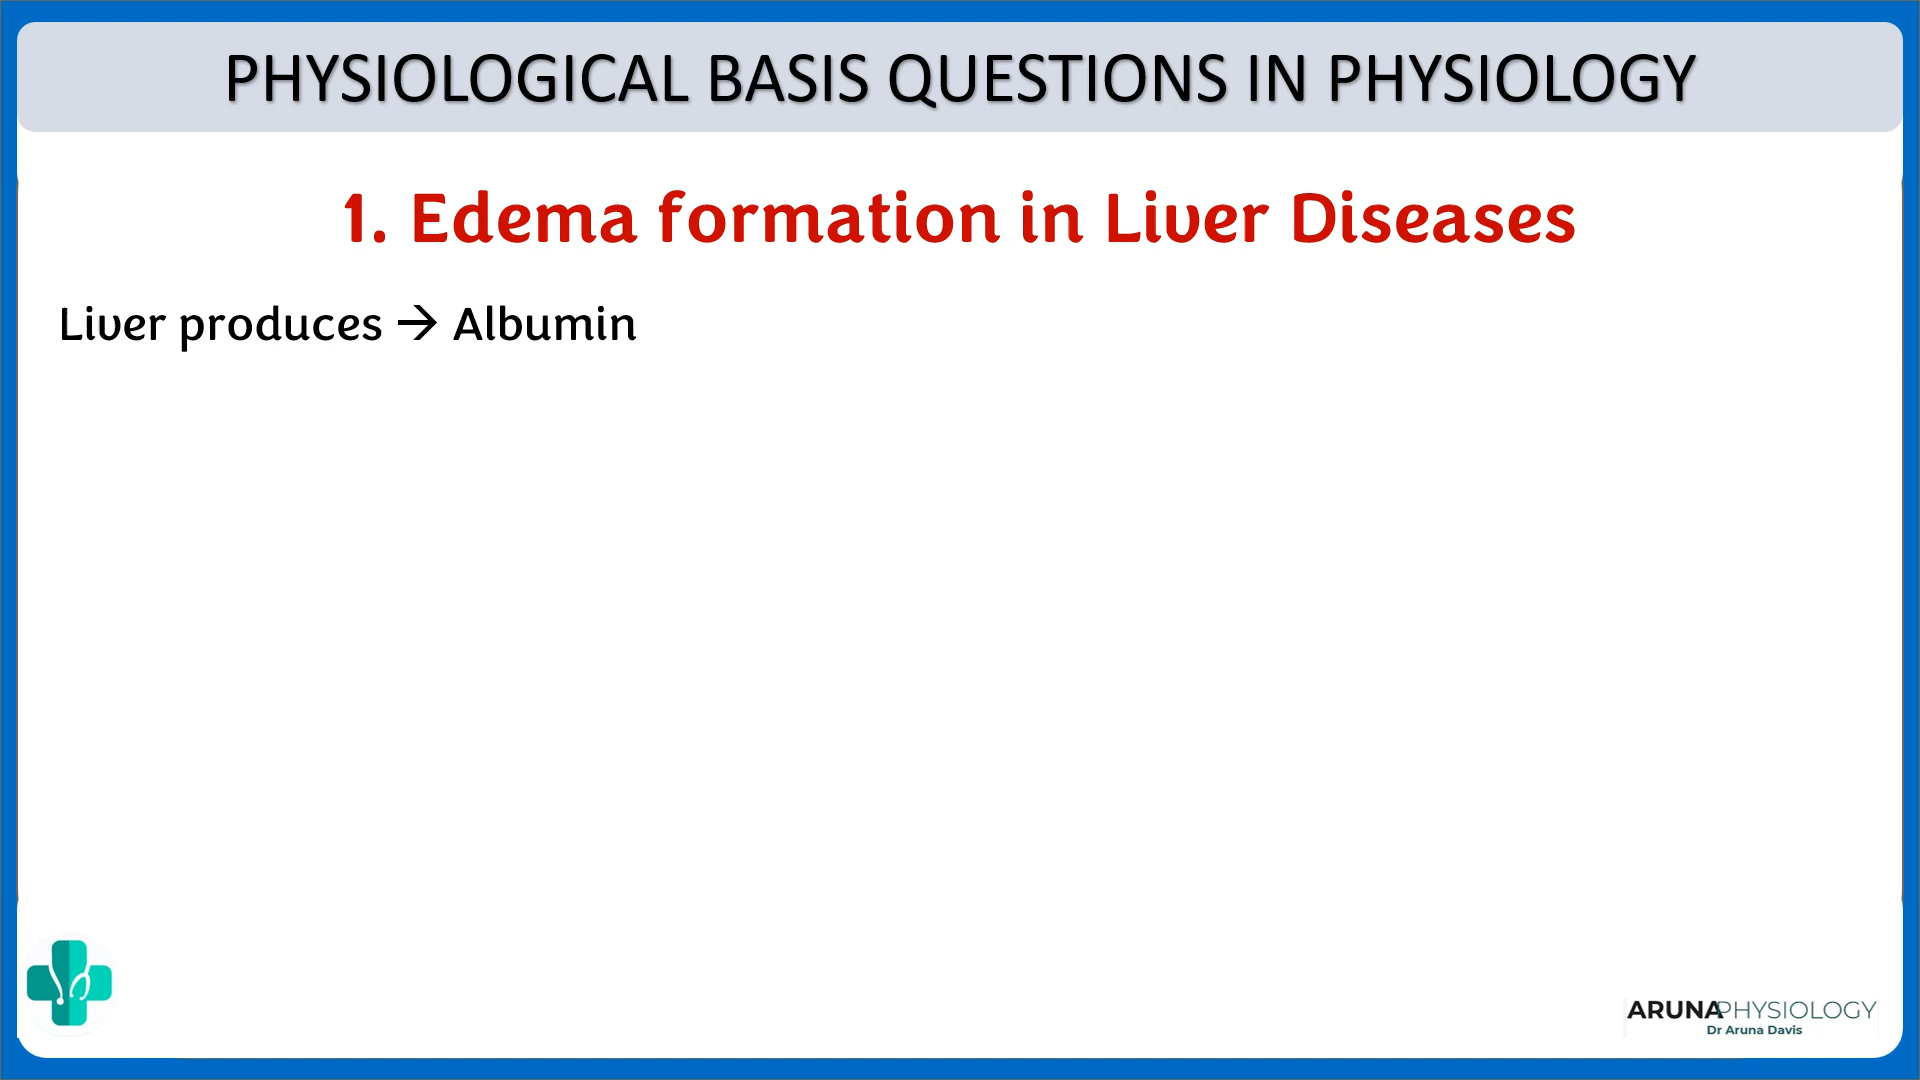 PHYSIOLOGICAL BASIS QUESTIONS IN PHYSIOLOGY
1. Edema formation in Liver Diseases
Liver produces → Albumin
ARUNAPHYSIOLOGY
Dr Aruna Davis